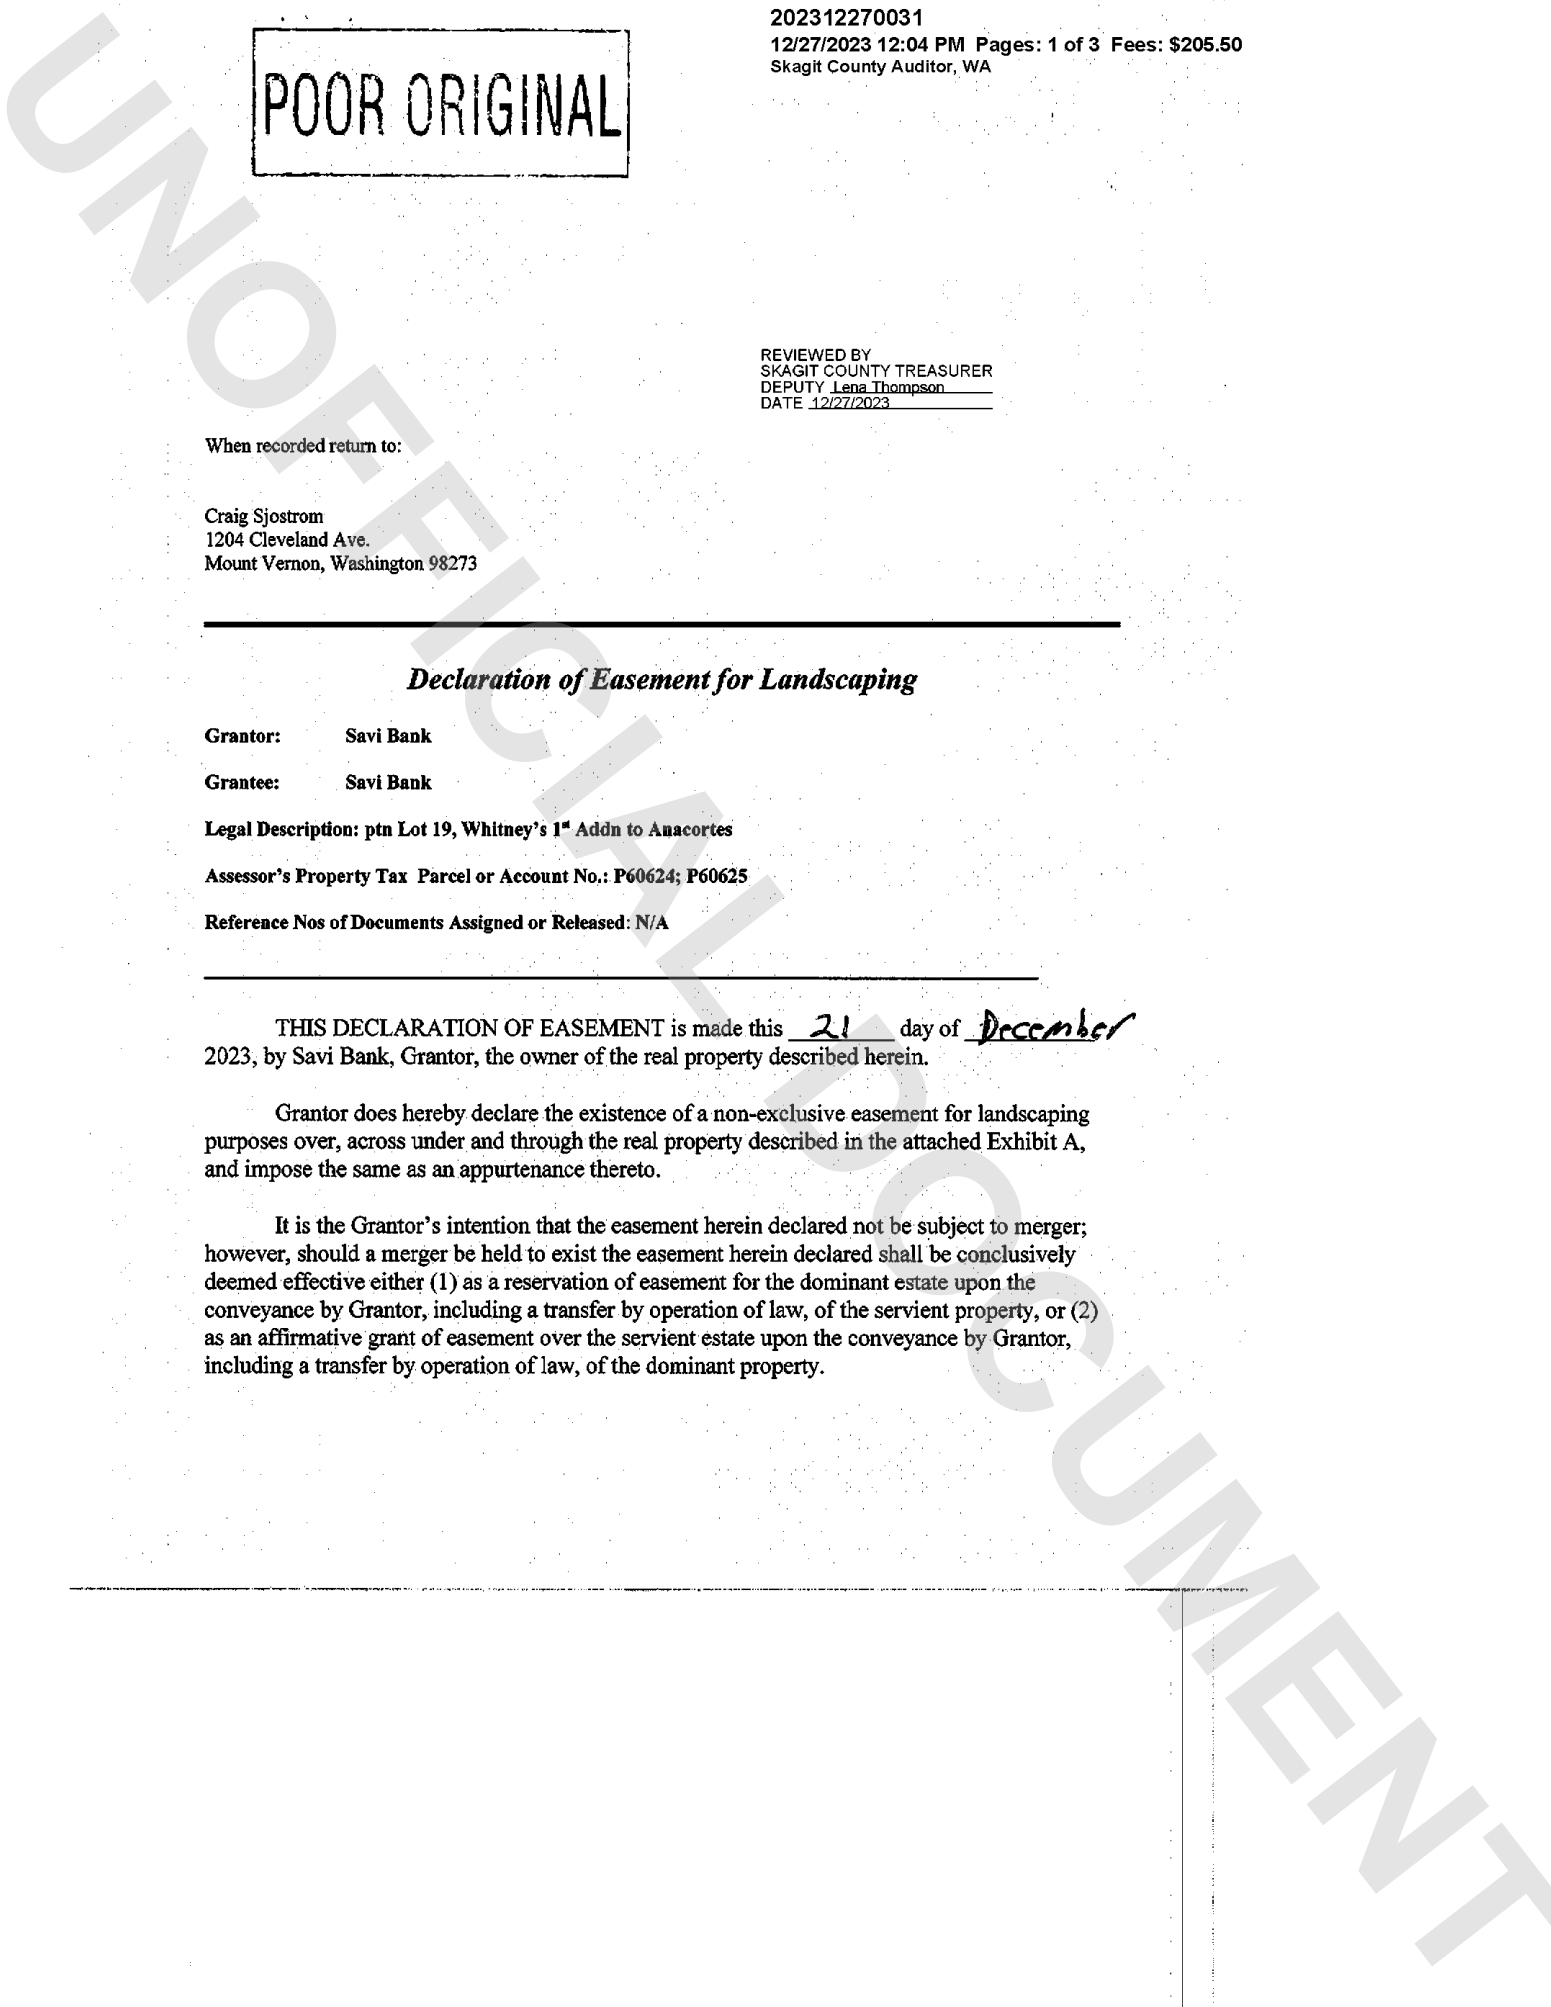 POOR ORIGINAL
202312270031
12/27/2023 12:04 PM Pages: 1 of 3 Fees: $205.50
Skagit County Auditor, WA
REVIEWED BY
SKAGIT COUNTY TREASURER
DEPUTY Lena Thompson
DATE 12/27/2023
When recorded return to:
Craig Sjostrom
1204 Cleveland Ave.
Mount Vernon, Washington 98273
Declaration of Easement for Landscaping
Grantor: Savi Bank
Grantee: Savi Bank
Legal Description: ptn Lot 19, Whitney's 1st Addn to Anacortes
Assessor's Property Tax Parcel or Account No.: P60624; P60625
Reference Nos of Documents Assigned or Released: N/A
THIS DECLARATION OF EASEMENT is made this 21 day of December
2023, by Savi Bank, Grantor, the owner of the real property described herein.
Grantor does hereby declare the existence of a non-exclusive easement for landscaping
purposes over, across under and through the real property described in the attached Exhibit A,
and impose the same as an appurtenance thereto.
It is the Grantor's intention that the easement herein declared not be subject to merger;
however, should a merger be held to exist the easement herein declared shall be conclusively
deemed effective either (1) as a reservation of easement for the dominant estate upon the
conveyance by Grantor, including a transfer by operation of law, of the servient property, or (2)
as an affirmative grant of easement over the servient estate upon the conveyance by Grantor,
including a transfer by operation of law, of the dominant property.
UNOFFICIAL DOCUMENT